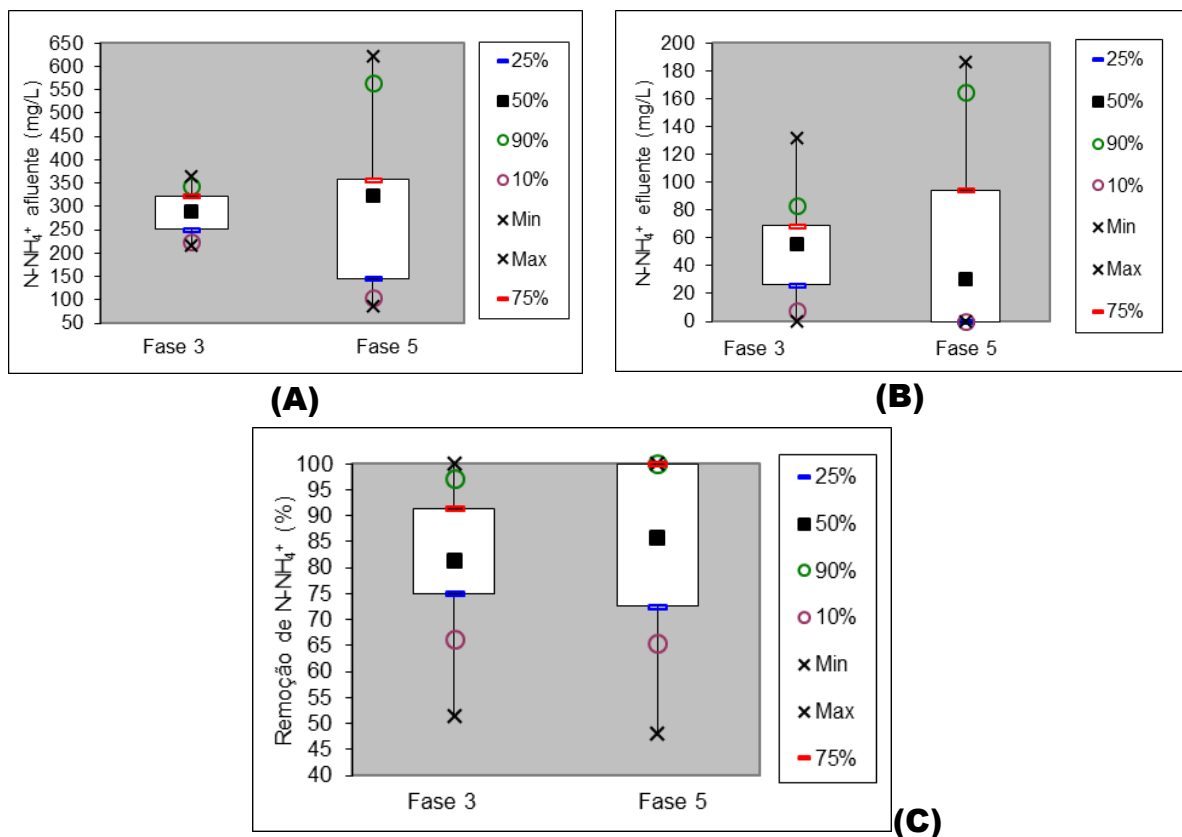 N-NH₄⁺ afluente (mg/L)
650
600
550
500
450
400
350
300
250
200
150
100
50
Fase 3
Fase 5
25%
50%
90%
10%
Min
Max
75%
(A)
N-NH₄⁺ efluente (mg/L)
200
180
160
140
120
100
80
60
40
20
0
Fase 3
Fase 5
25%
50%
90%
10%
Min
Max
75%
(B)
Remoção de N-NH₄⁺ (%)
100
95
90
85
80
75
70
65
60
55
50
45
40
Fase 3
Fase 5
25%
50%
90%
10%
Min
Max
75%
(C)